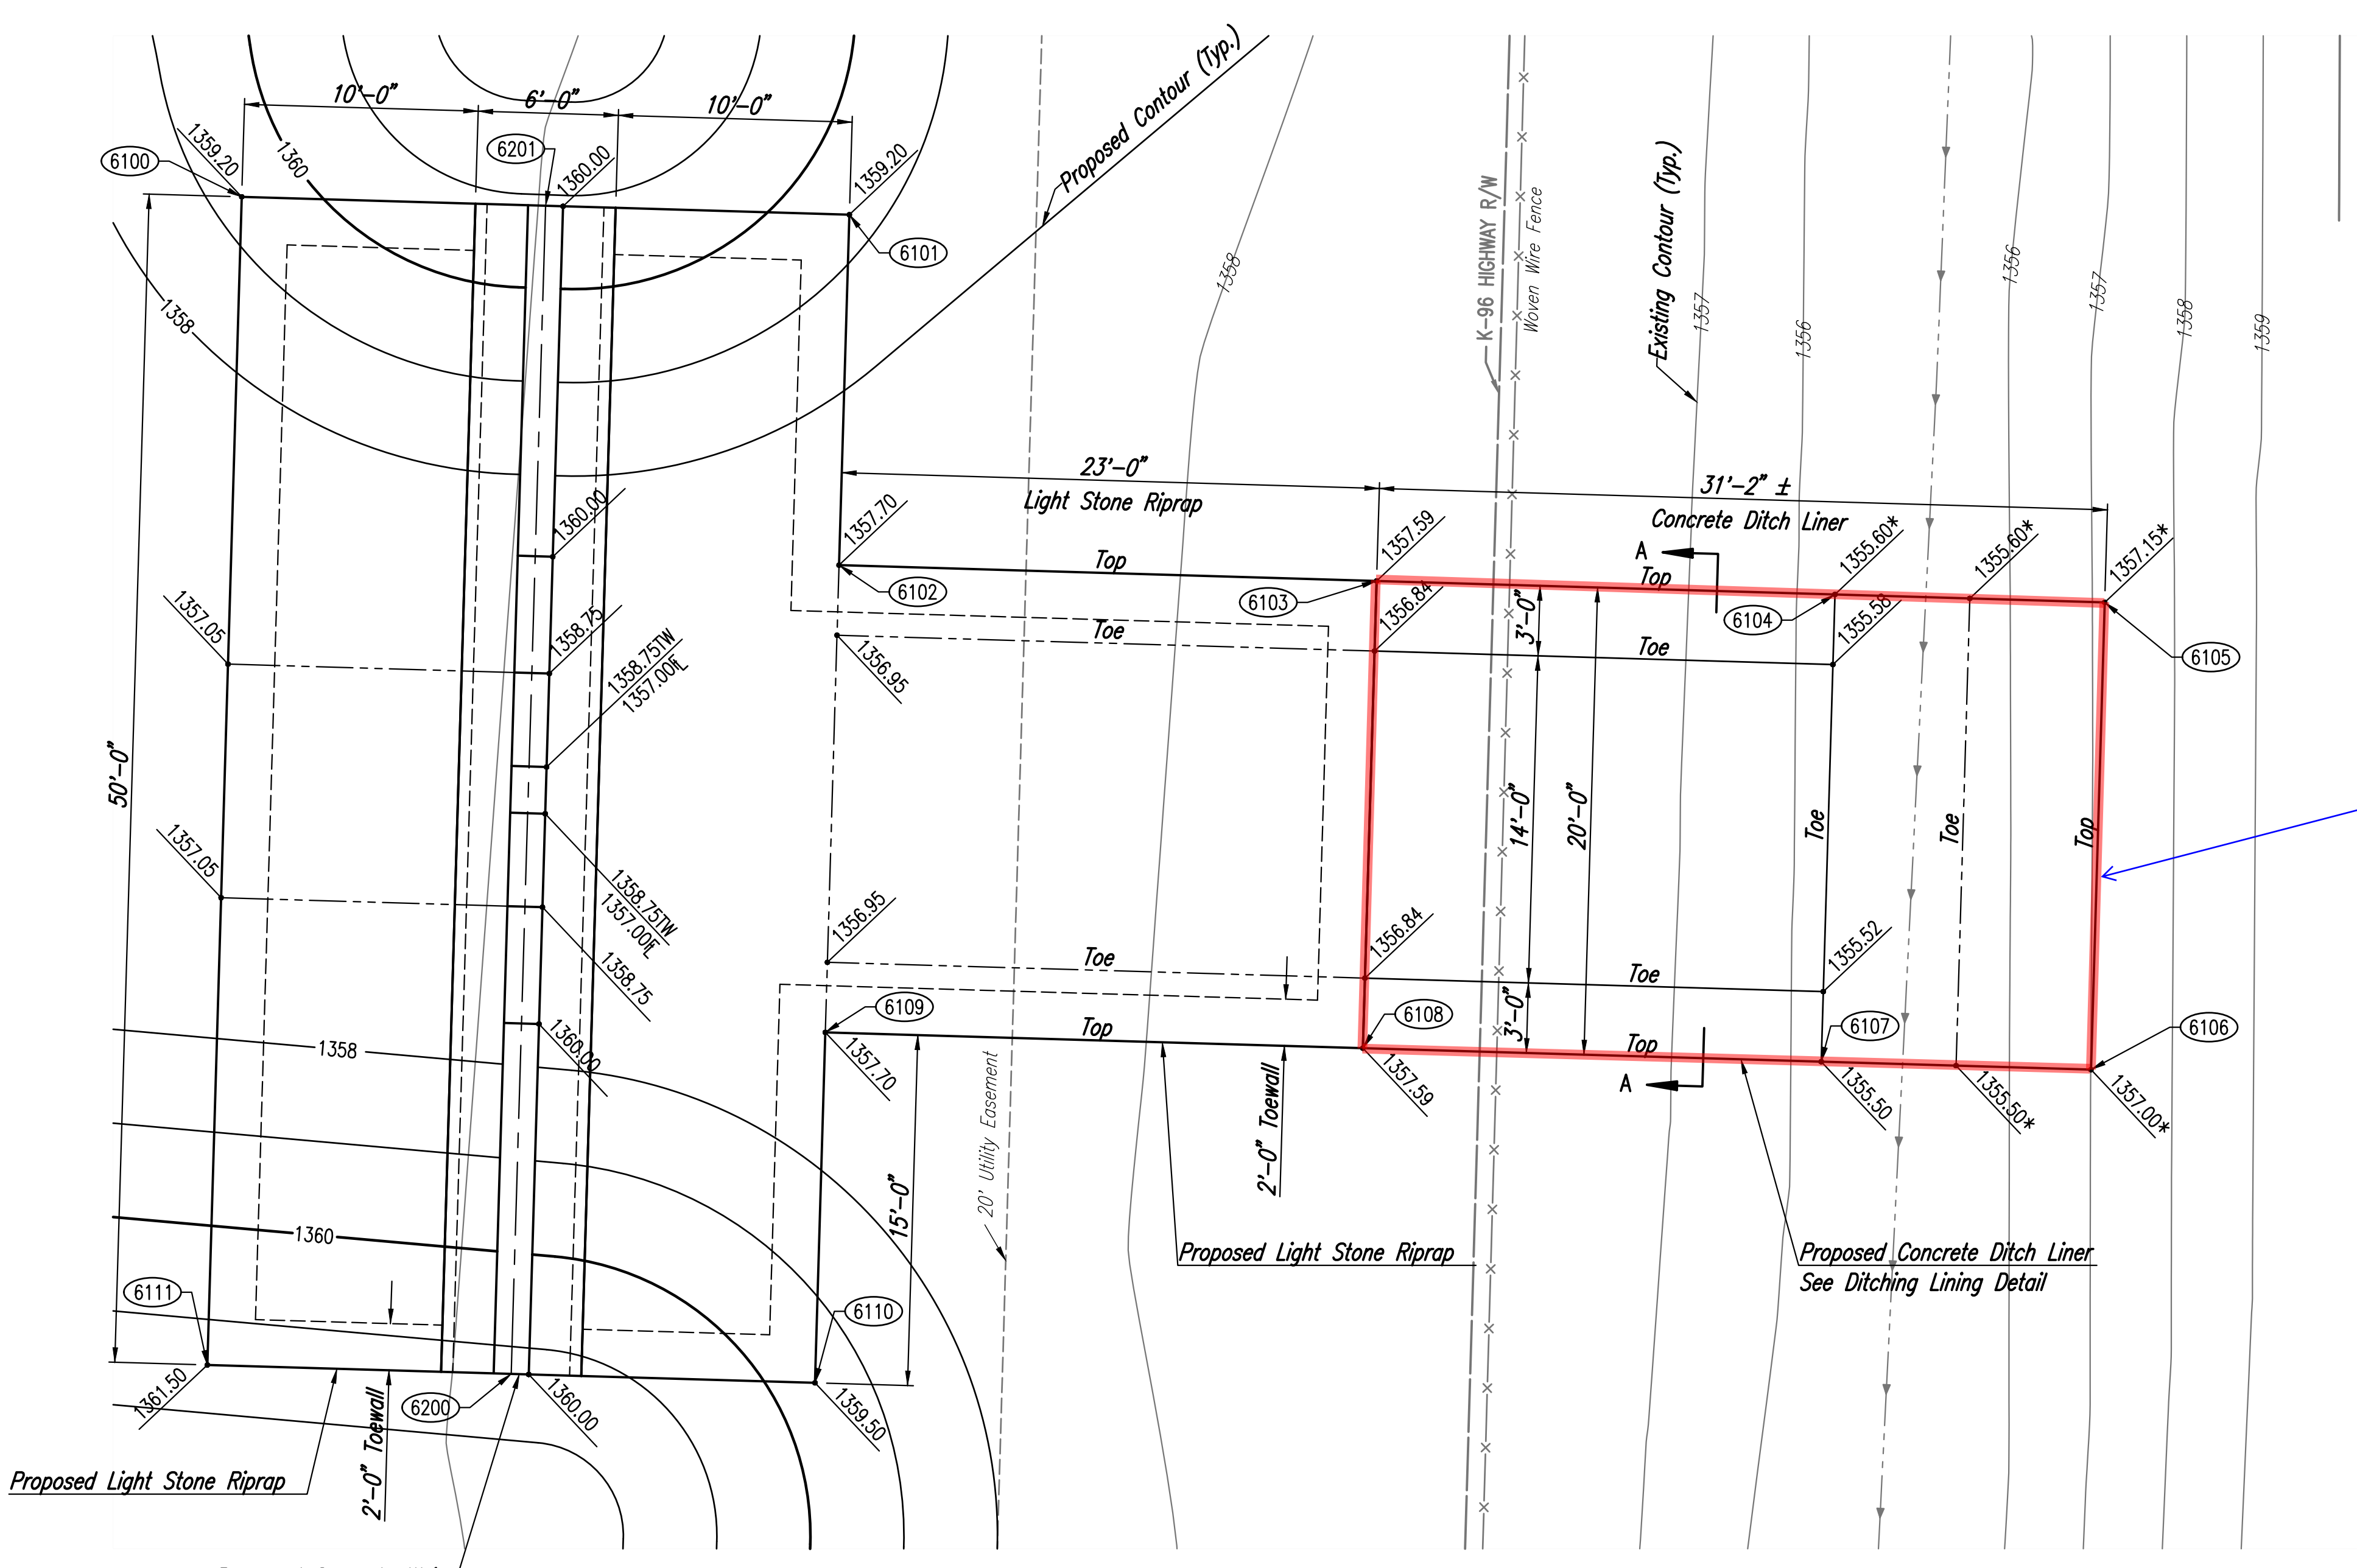 10'-0"
6'-0"
10'-0"
Proposed Contour (Typ.)
6100
1359.20
1360
6201
1360.00
1359.20
6101
1358
1358
K-96 HIGHWAY R/W
Woven Wire Fence
Existing Contour (Typ.)
1357
1356
1356
1357
1358
1359
50'-0"
23'-0"
Light Stone Riprap
31'-2" ±
Concrete Ditch Liner
1360.00
1357.70
1357.59
A
1355.60*
1355.60*
1357.15*
Top
6102
6103
Top
6104
6105
1357.05
1358.75
1358.75TW
1357.00℄
Toe
1356.95
1356.84
3'-0"
Toe
1355.58
14'-0"
20'-0"
Toe
Toe
Top
1357.05
1358.75TW
1357.00℄
1358.75
1356.95
1356.84
1355.52
Toe
Toe
6109
6108
3'-0"
6107
6106
Top
Top
1358
1360.00
1357.70
1357.59
A
1355.50
1355.50*
1357.00*
20' Utility Easement
2'-0" Toewall
15'-0"
1360
Proposed Light Stone Riprap
Proposed Concrete Ditch Liner
See Ditching Lining Detail
6111
6110
1361.50
6200
1360.00
1359.50
2'-0" Toewall
Proposed Light Stone Riprap